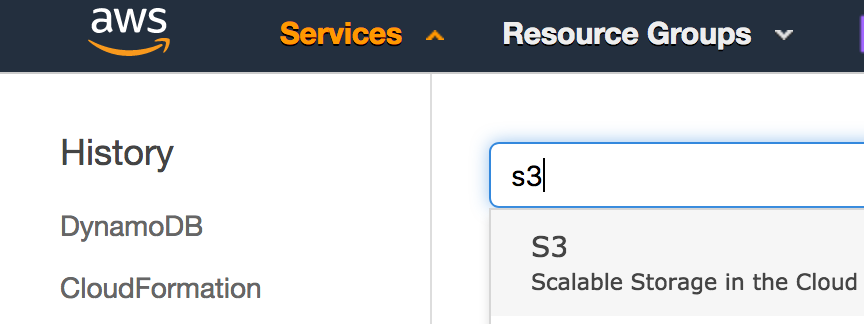 aws
Services
Resource Groups
History
DynamoDB
CloudFormation
s3
S3
Scalable Storage in the Cloud